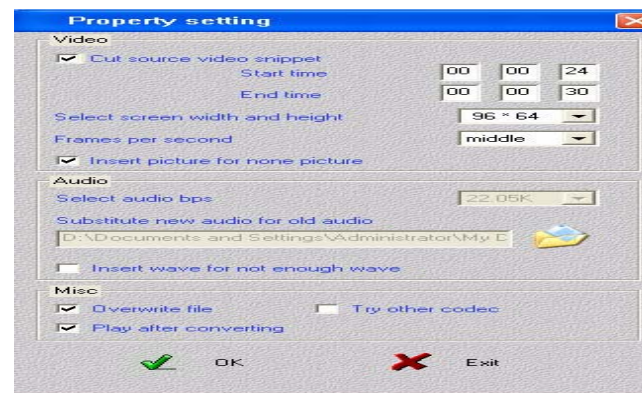 Property setting
Video
Cut source video snippet
Start time 00 00 24
End time 00 00 30
Select screen width and height 96 * 64
Frames per second middle
Insert picture for none picture
Audio
Select audio bps 22.05K
Substitute new audio for old audio
D:\Documents and Settings\Administrator\My D
Insert wave for not enough wave
Misc
Overwrite file Try other codec
Play after converting
OK Exit